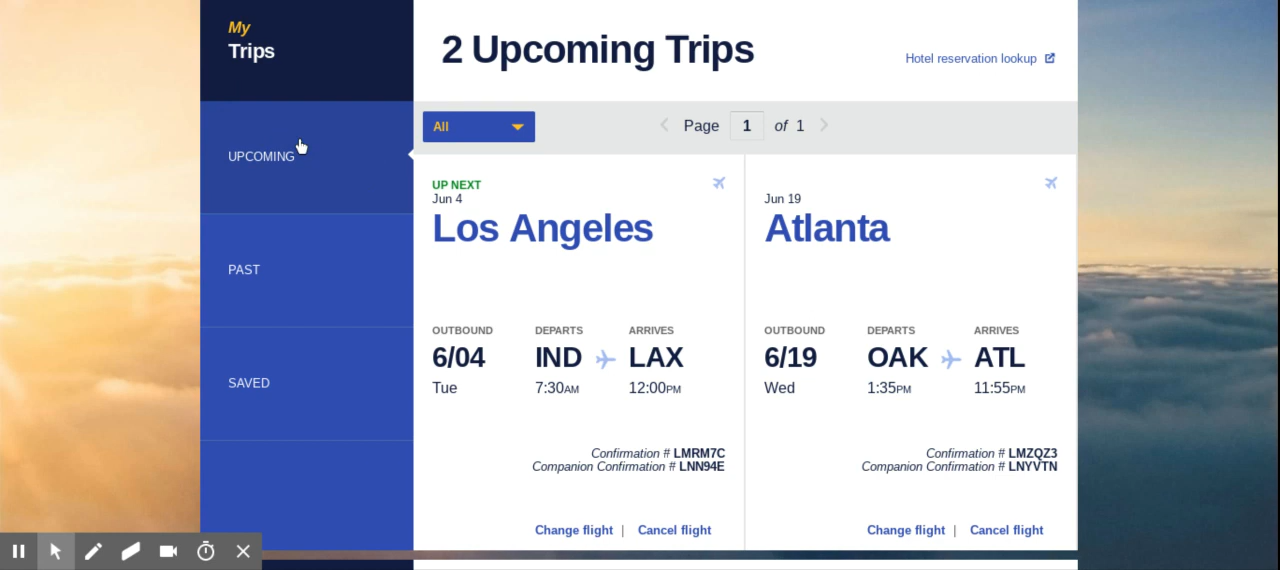 My
Trips
2 Upcoming Trips
Hotel reservation lookup
All
Page 1 of 1
UPCOMING
PAST
SAVED
UP NEXT
Jun 4
Los Angeles
OUTBOUND DEPARTS ARRIVES
6/04 IND LAX
Tue 7:30AM 12:00PM
Confirmation # LMRM7C
Companion Confirmation # LNN94E
Change flight | Cancel flight
Jun 19
Atlanta
OUTBOUND DEPARTS ARRIVES
6/19 OAK ATL
Wed 1:35PM 11:55PM
Confirmation # LMZQZ3
Companion Confirmation # LNYVTN
Change flight | Cancel flight